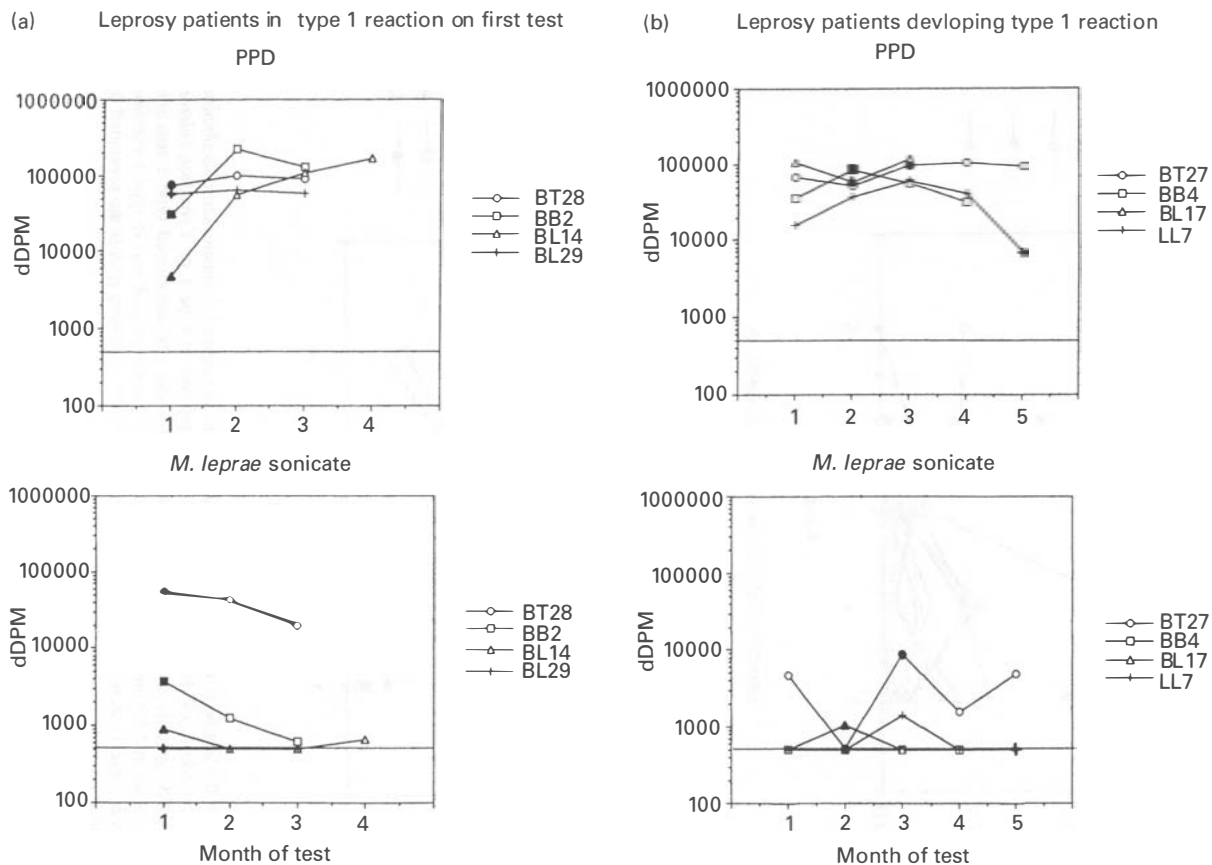 (a) Leprosy patients in type 1 reaction on first test
PPD
1000000
100000
10000
1000
100
dDPM
1 2 3 4
BT28
BB2
BL14
BL29
M. leprae sonicate
1000000
100000
10000
1000
100
dDPM
1 2 3 4
Month of test
BT28
BB2
BL14
BL29
(b) Leprosy patients devloping type 1 reaction
PPD
1000000
100000
10000
1000
100
dDPM
1 2 3 4 5
BT27
BB4
BL17
LL7
M. leprae sonicate
1000000
100000
10000
1000
100
dDPM
1 2 3 4 5
Month of test
BT27
BB4
BL17
LL7